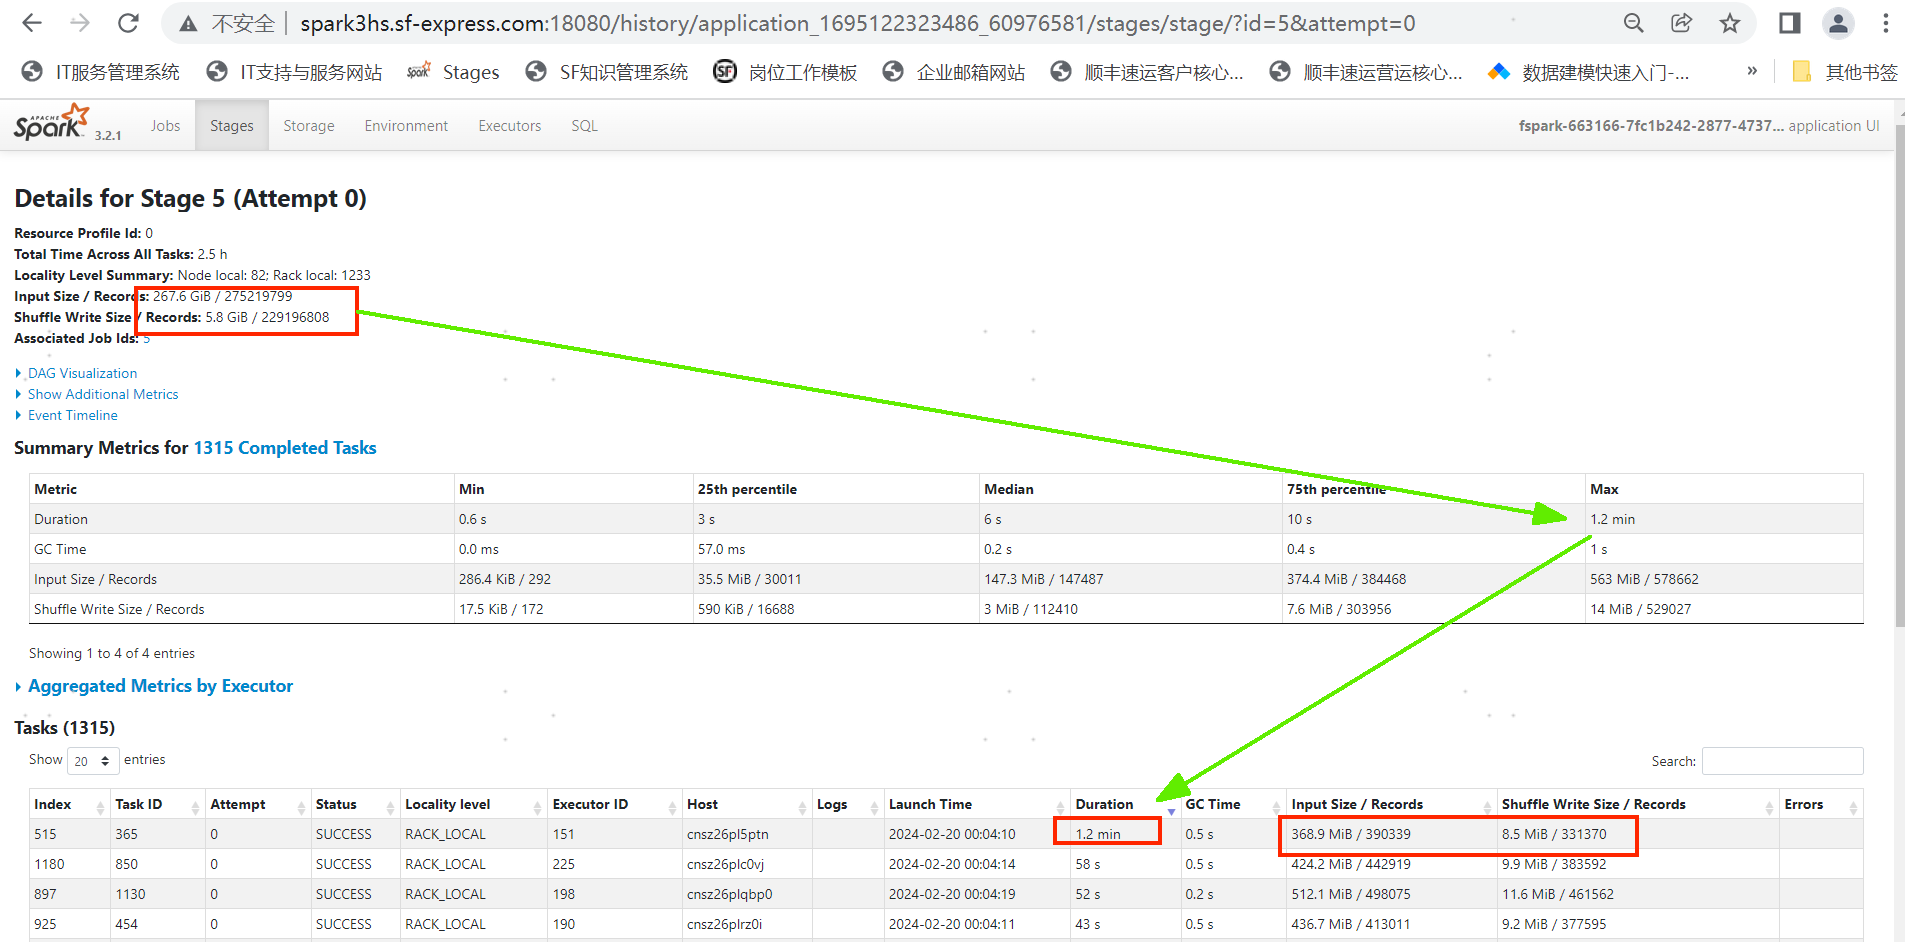 不安全 spark3hs.sf-express.com:18080/history/application_1695122323486_60976581/stages/stage/?id=5&attempt=0
IT服务管理系统 IT支持与服务网站 Spark Stages SF知识管理系统 SF 岗位工作模板 企业邮箱网站 顺丰速运客户核心... 顺丰速运营运核心... 数据建模快速入门-... » 其他书签
APACHE Spark 3.2.1 Jobs Stages Storage Environment Executors SQL fspark-663166-7fc1b242-2877-4737... application UI
Details for Stage 5 (Attempt 0)
Resource Profile Id: 0
Total Time Across All Tasks: 2.5 h
Locality Level Summary: Node local: 82; Rack local: 1233
Input Size / Records: 267.6 GiB / 275219799
Shuffle Write Size / Records: 5.8 GiB / 229196808
Associated Job Ids: 5
DAG Visualization
Show Additional Metrics
Event Timeline
Summary Metrics for 1315 Completed Tasks
Metric Min 25th percentile Median 75th percentile Max
Duration 0.6 s 3 s 6 s 10 s 1.2 min
GC Time 0.0 ms 57.0 ms 0.2 s 0.4 s 1 s
Input Size / Records 286.4 KiB / 292 35.5 MiB / 30011 147.3 MiB / 147487 374.4 MiB / 384468 563 MiB / 578662
Shuffle Write Size / Records 17.5 KiB / 172 590 KiB / 16688 3 MiB / 112410 7.6 MiB / 303956 14 MiB / 529027
Showing 1 to 4 of 4 entries
Aggregated Metrics by Executor
Tasks (1315)
Show 20 entries Search:
Index Task ID Attempt Status Locality level Executor ID Host Logs Launch Time Duration GC Time Input Size / Records Shuffle Write Size / Records Errors
515 365 0 SUCCESS RACK_LOCAL 151 cnsz26pl5ptn 2024-02-20 00:04:10 1.2 min 0.5 s 368.9 MiB / 390339 8.5 MiB / 331370
1180 850 0 SUCCESS RACK_LOCAL 225 cnsz26plc0vj 2024-02-20 00:04:14 58 s 0.5 s 424.2 MiB / 442919 9.9 MiB / 383592
897 1130 0 SUCCESS RACK_LOCAL 198 cnsz26plqbp0 2024-02-20 00:04:19 52 s 0.2 s 512.1 MiB / 498075 11.6 MiB / 461562
925 454 0 SUCCESS RACK_LOCAL 190 cnsz26plrz0i 2024-02-20 00:04:11 43 s 0.5 s 436.7 MiB / 413011 9.2 MiB / 377595